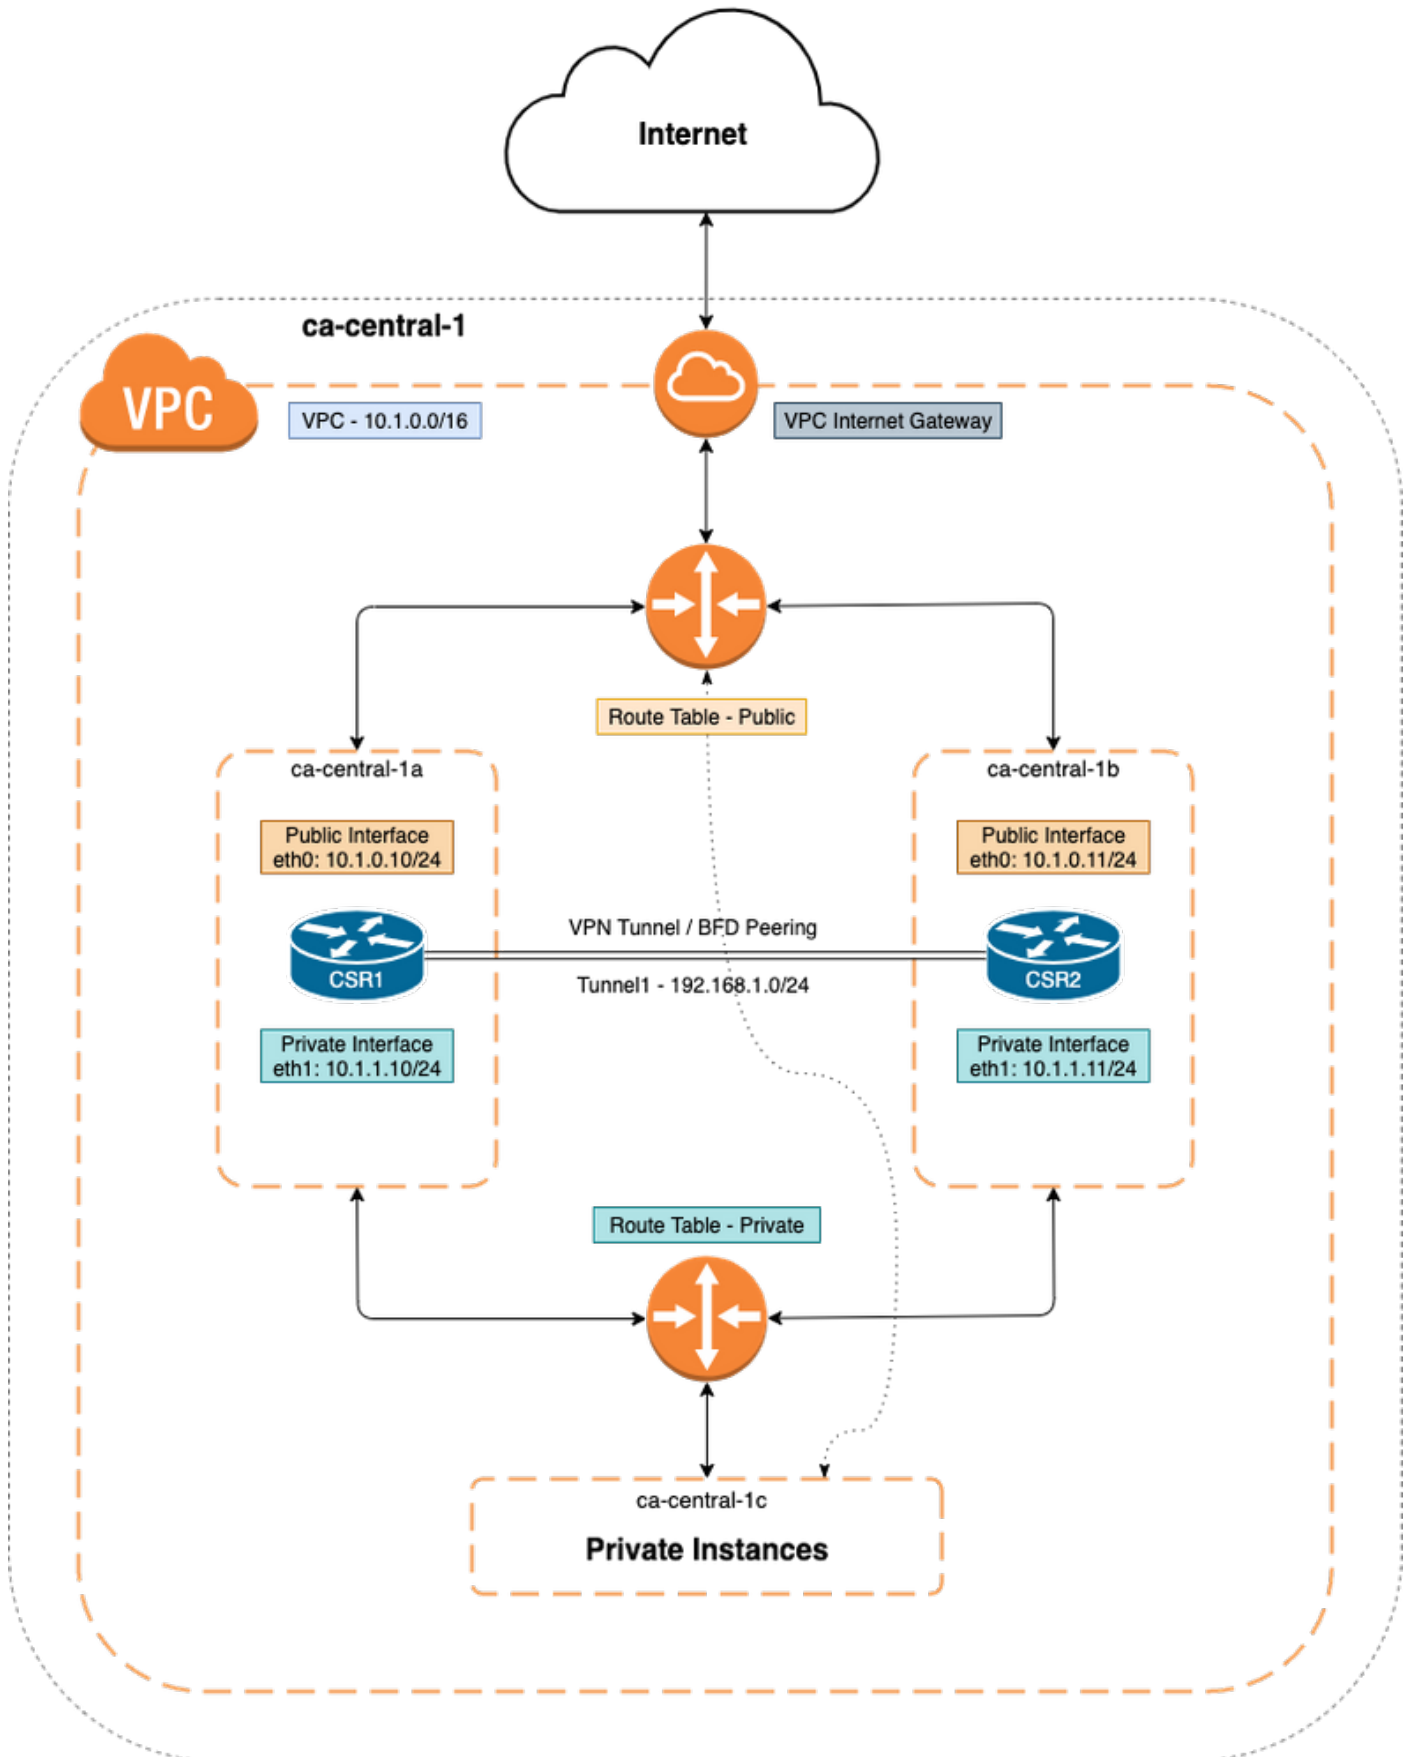 Internet
ca-central-1
VPC
VPC - 10.1.0.0/16
VPC Internet Gateway
Route Table - Public
ca-central-1a
ca-central-1b
Public Interface
eth0: 10.1.0.10/24
Public Interface
eth0: 10.1.0.11/24
VPN Tunnel / BFD Peering
CSR1
CSR2
Tunnel1 - 192.168.1.0/24
Private Interface
eth1: 10.1.1.10/24
Private Interface
eth1: 10.1.1.11/24
Route Table - Private
ca-central-1c
Private Instances